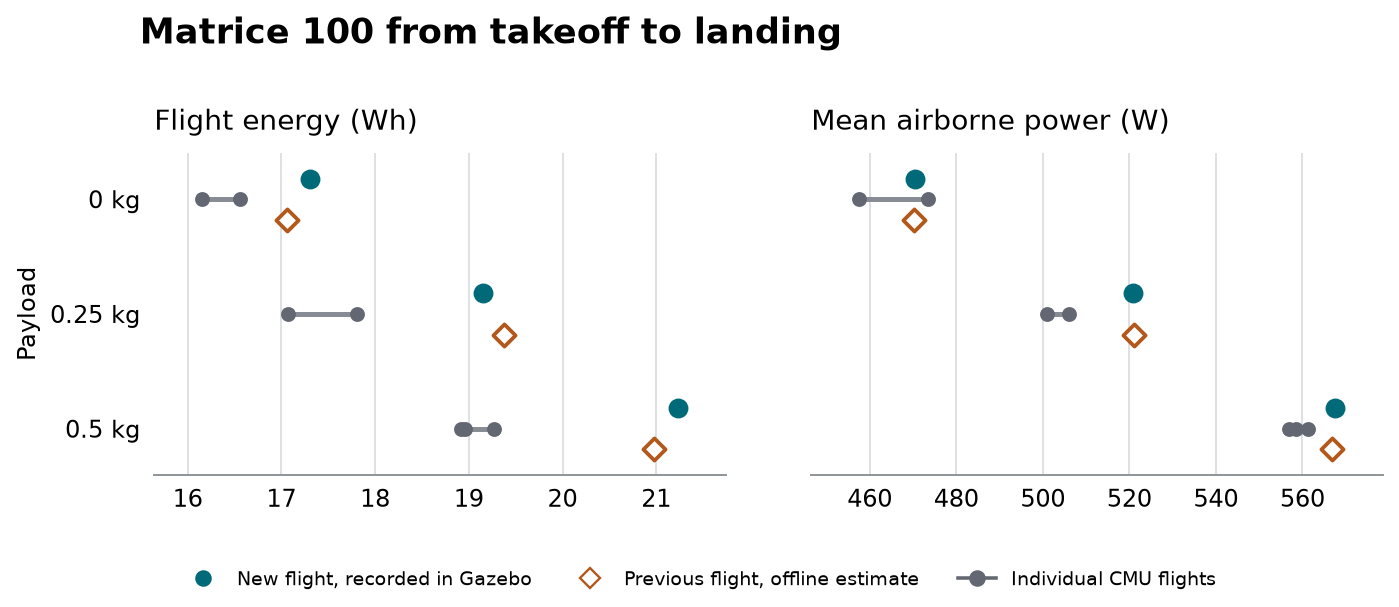 Matrice 100 from takeoff to landing
Flight energy (Wh)
Mean airborne power (W)
Payload
0 kg
0.25 kg
0.5 kg
16 17 18 19 20 21
460 480 500 520 540 560
New flight, recorded in Gazebo
Previous flight, offline estimate
Individual CMU flights